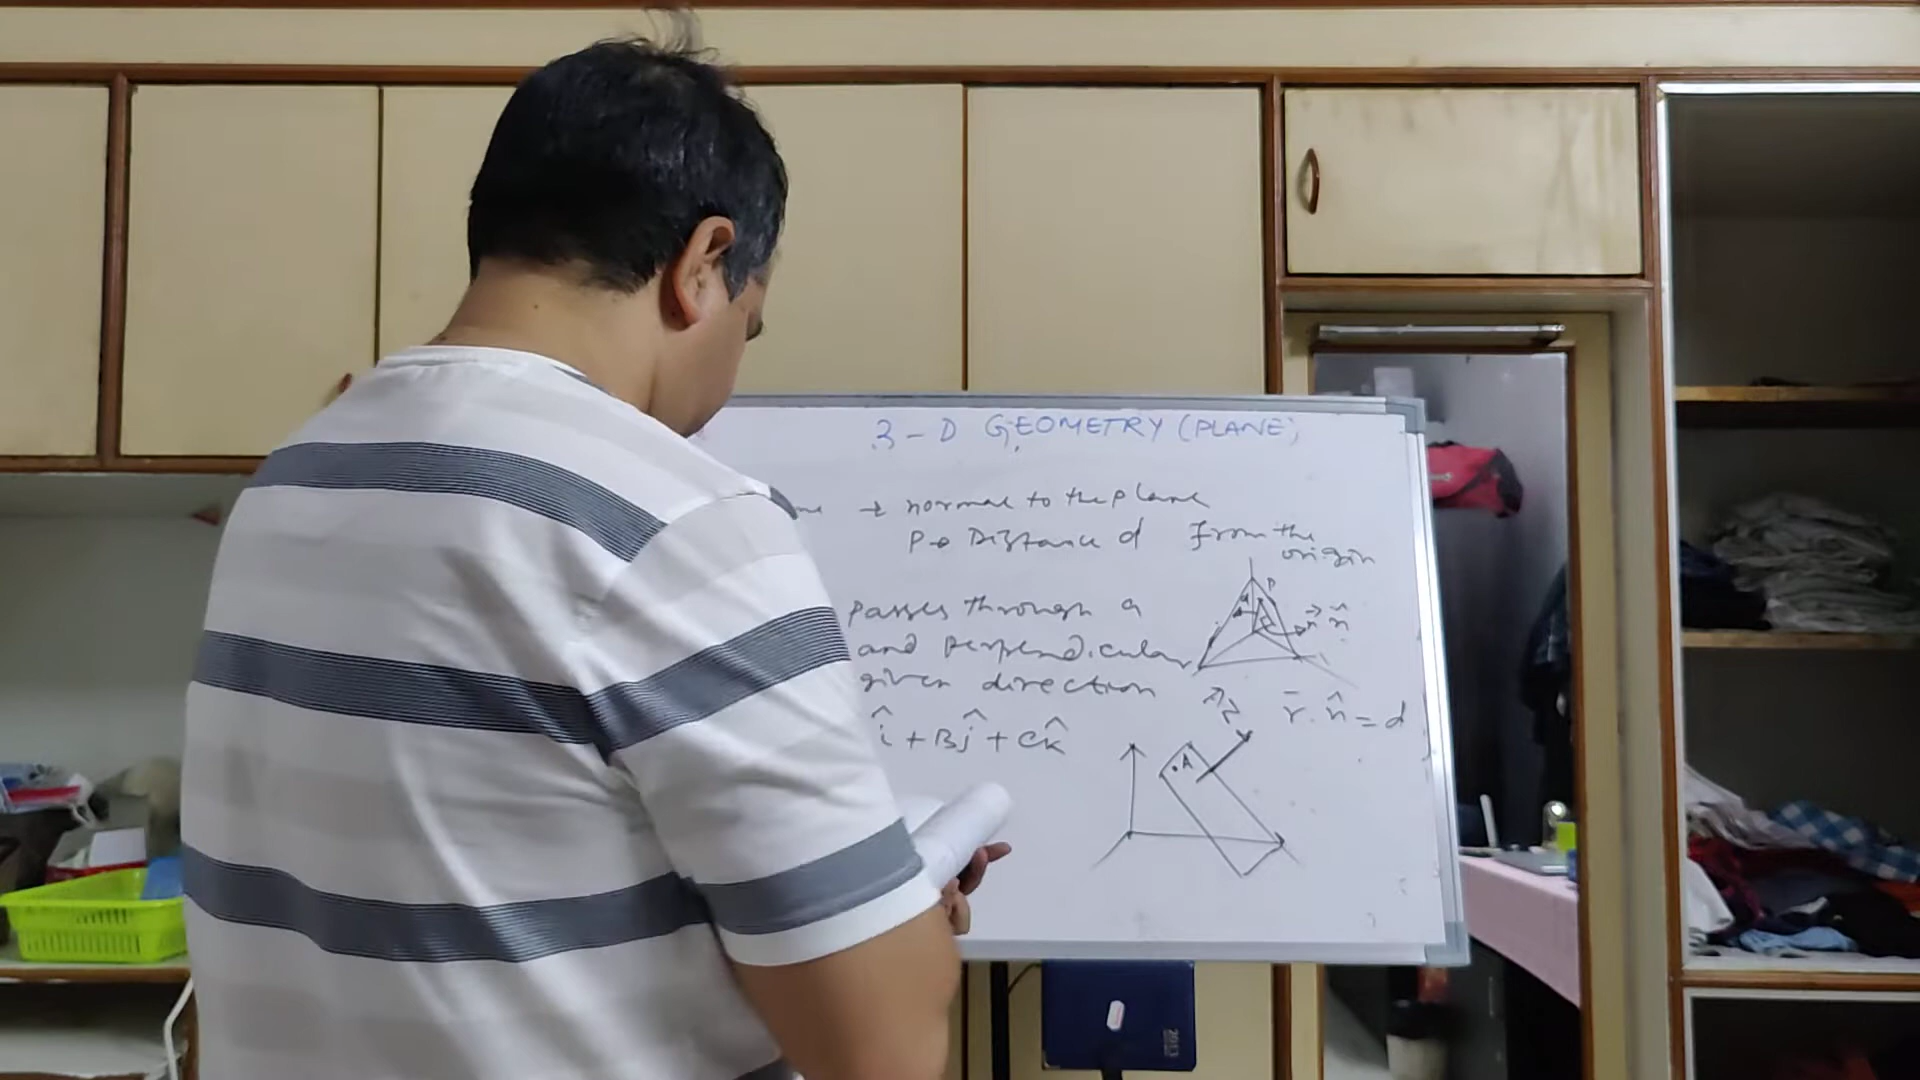 3-D GEOMETRY (PLANE)
→ normal to the plane
P → Distance d from the
origin
passes through a
and perpendicular
given direction
î + Bĵ + Ck̂
P
n⃗ n̂
N⃗
r̄ . n̂ = d
.A
2013